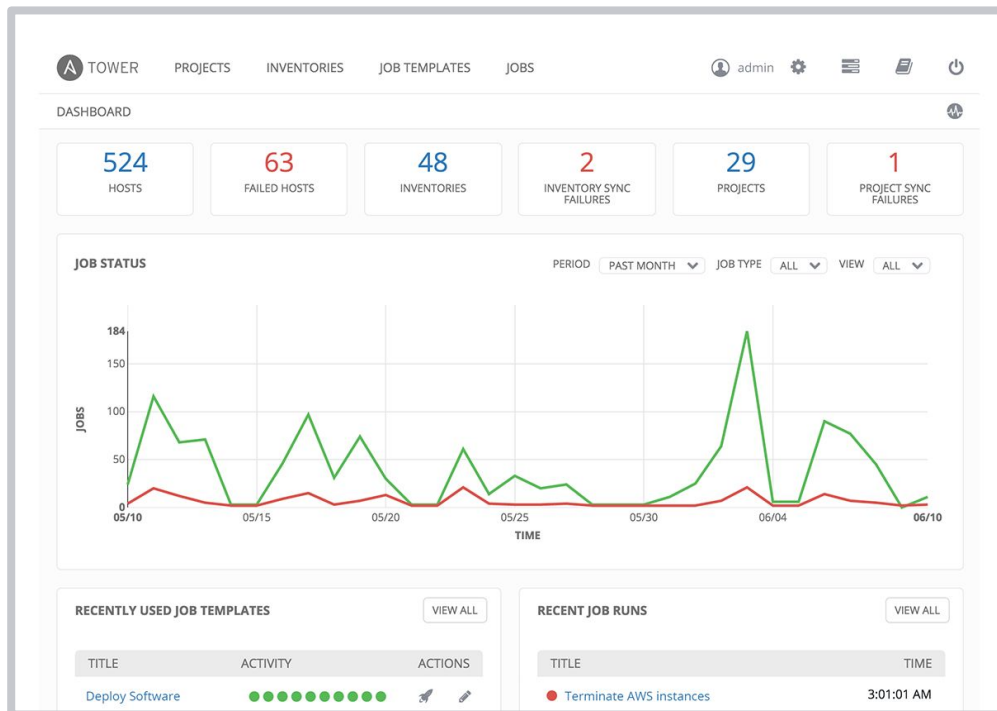 A TOWER PROJECTS INVENTORIES JOB TEMPLATES JOBS admin
DASHBOARD
524 63 48 2 29 1
HOSTS FAILED HOSTS INVENTORIES INVENTORY SYNC FAILURES PROJECTS PROJECT SYNC FAILURES
JOB STATUS PERIOD PAST MONTH JOB TYPE ALL VIEW ALL
184
150
100
50
0
JOBS
05/10 05/15 05/20 05/25 05/30 06/04 06/10
TIME
RECENTLY USED JOB TEMPLATES VIEW ALL
TITLE ACTIVITY ACTIONS
Deploy Software
RECENT JOB RUNS VIEW ALL
TITLE TIME
Terminate AWS instances 3:01:01 AM